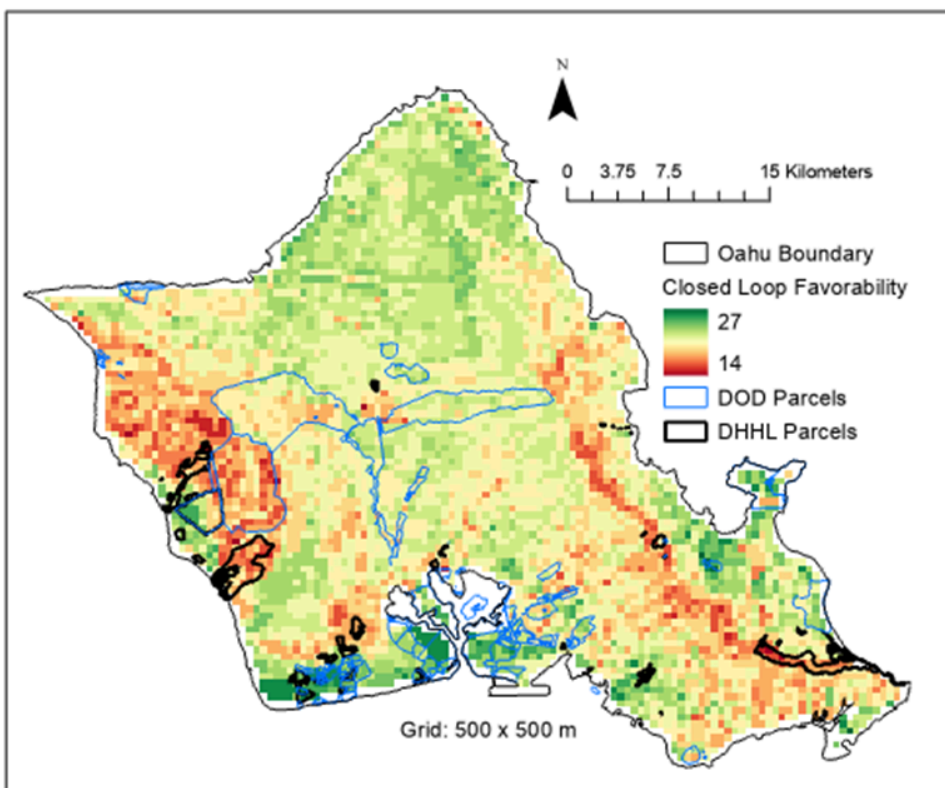 N
0 3.75 7.5 15 Kilometers
Oahu Boundary
Closed Loop Favorability
27
14
DOD Parcels
DHHL Parcels
Grid: 500 x 500 m